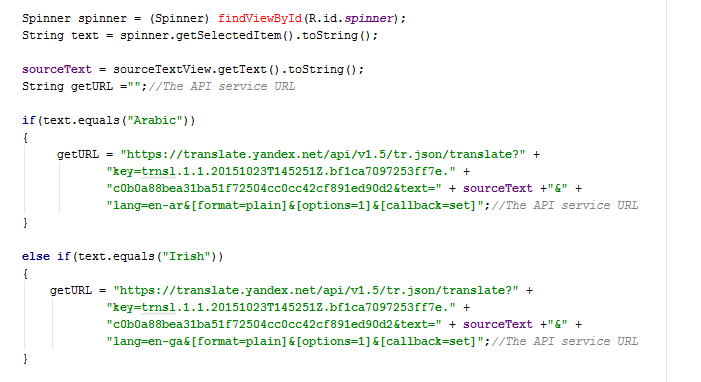 Spinner spinner = (Spinner) findViewById(R.id.spinner);
String text = spinner.getSelectedItem().toString();
sourceText = sourceTextView.getText().toString();
String getURL ="";//The API service URL
if(text.equals("Arabic"))
{
getURL = "https://translate.yandex.net/api/v1.5/tr.json/translate?" +
"key=trnsl.1.1.20151023T145251Z.bf1ca7097253ff7e." +
"c0b0a88bea31ba51f72504cc0cc42cf891ed90d2&text=" + sourceText +"&" +
"lang=en-ar&[format=plain]&[options=1]&[callback=set]";//The API service URL
}
else if(text.equals("Irish"))
{
getURL = "https://translate.yandex.net/api/v1.5/tr.json/translate?" +
"key=trnsl.1.1.20151023T145251Z.bf1ca7097253ff7e." +
"c0b0a88bea31ba51f72504cc0cc42cf891ed90d2&text=" + sourceText +"&" +
"lang=en-ga&[format=plain]&[options=1]&[callback=set]";//The API service URL
}